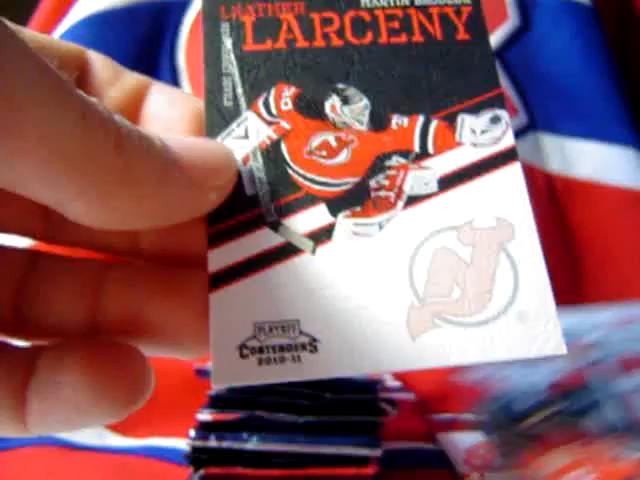 MARTIN BRODEUR
LEATHER
LARCENY
PLAYOFF
CONTENDERS
2010-11